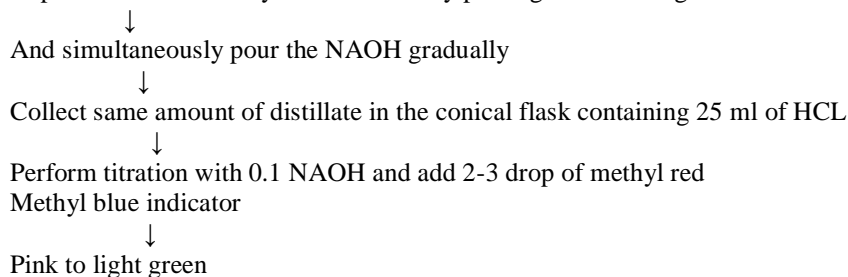 ↓
And simultaneously pour the NAOH gradually
↓
Collect same amount of distillate in the conical flask containing 25 ml of HCL
↓
Perform titration with 0.1 NAOH and add 2-3 drop of methyl red
Methyl blue indicator
↓
Pink to light green